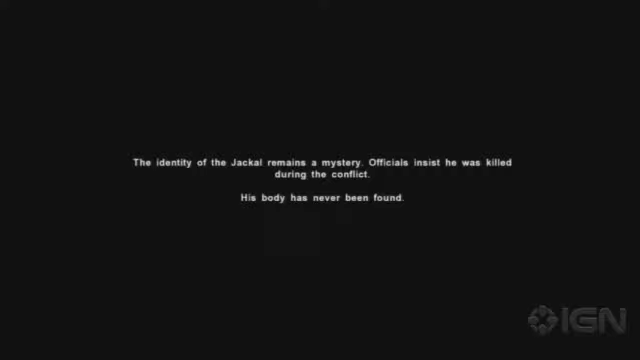 The identity of the Jackal remains a mystery. Officials insist he was killed
during the conflict.
His body has never been found.
IGN